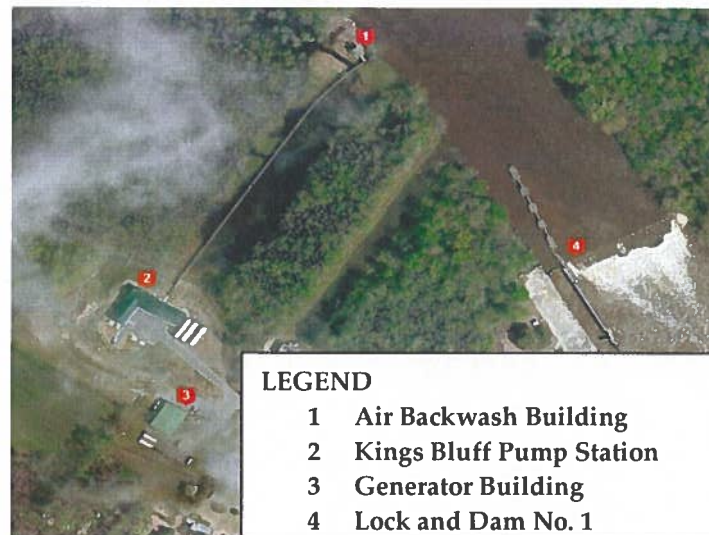 1
4
2
3
LEGEND
1 Air Backwash Building
2 Kings Bluff Pump Station
3 Generator Building
4 Lock and Dam No. 1